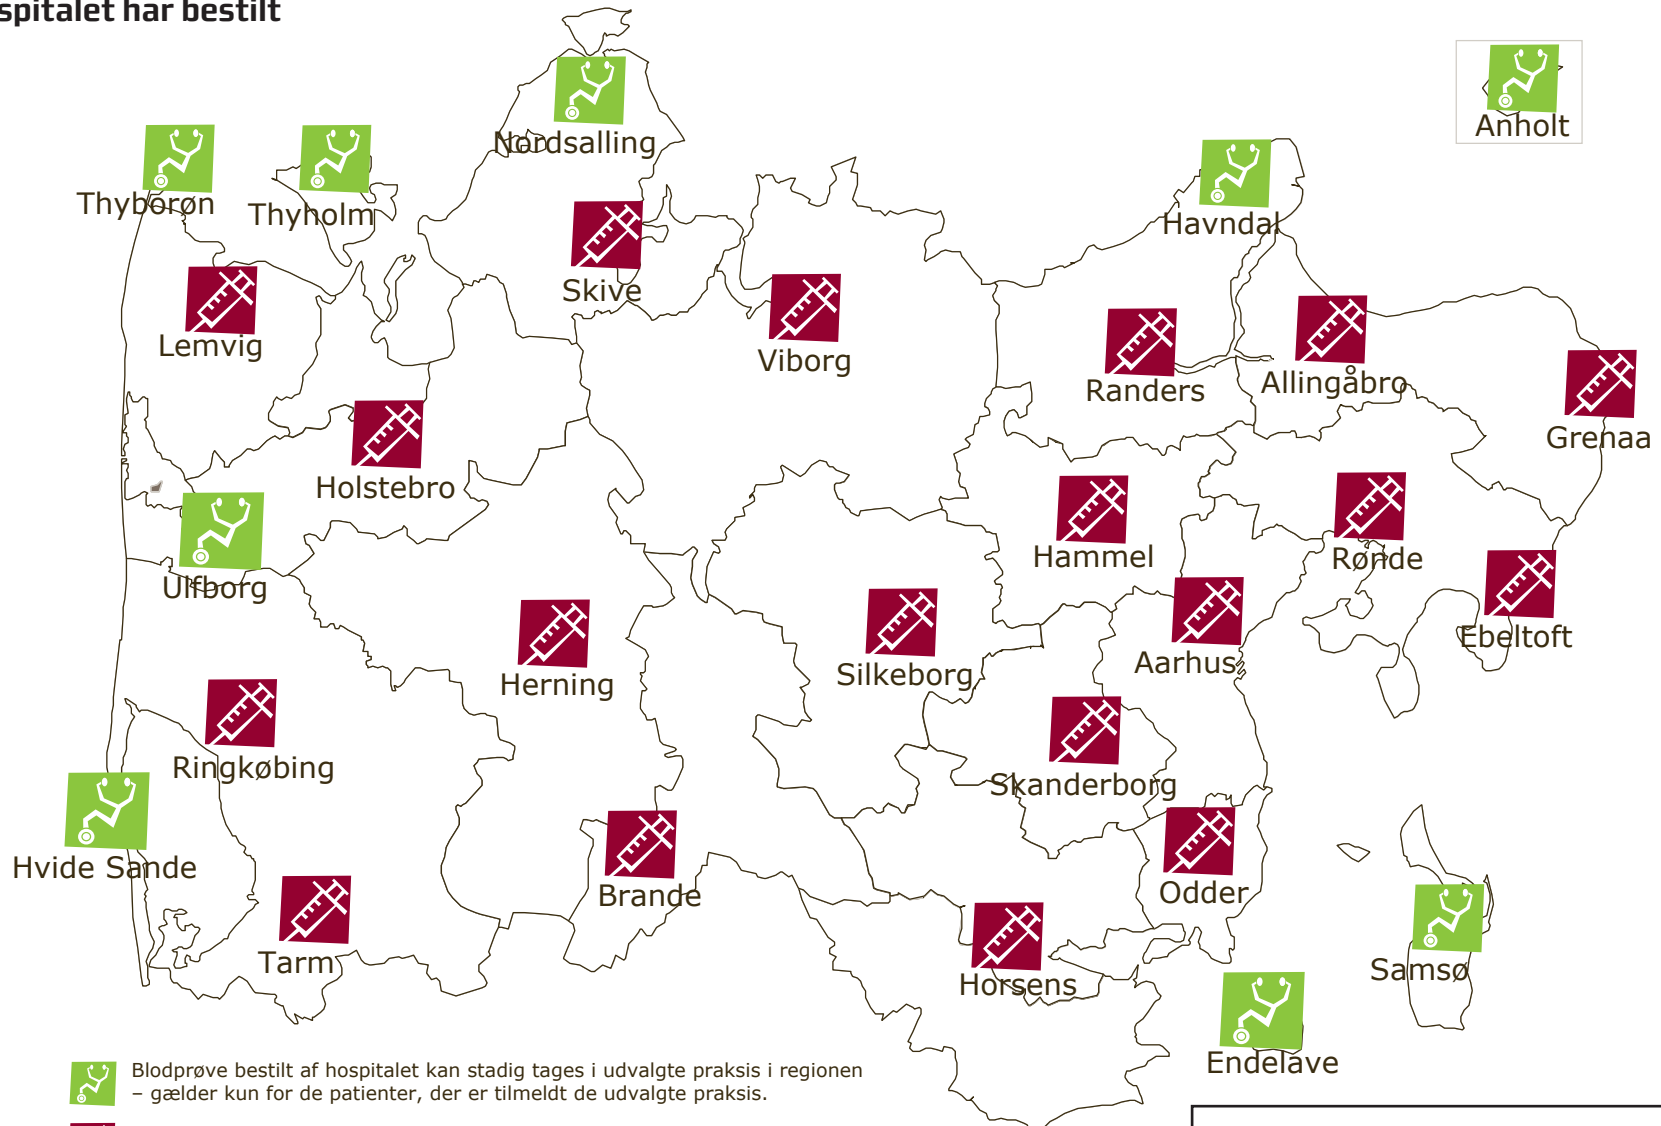 spitalet har bestilt
Anholt
Nordsalling
Thyborøn
Thyholm
Havndal
Skive
Lemvig
Viborg
Randers
Allingåbro
Grenaa
Holstebro
Hammel
Rønde
Ulfborg
Ebeltoft
Herning
Silkeborg
Aarhus
Ringkøbing
Skanderborg
Hvide Sande
Brande
Odder
Tarm
Horsens
Samsø
Endelave
Blodprøve bestilt af hospitalet kan stadig tages i udvalgte praksis i regionen
– gælder kun for de patienter, der er tilmeldt de udvalgte praksis.